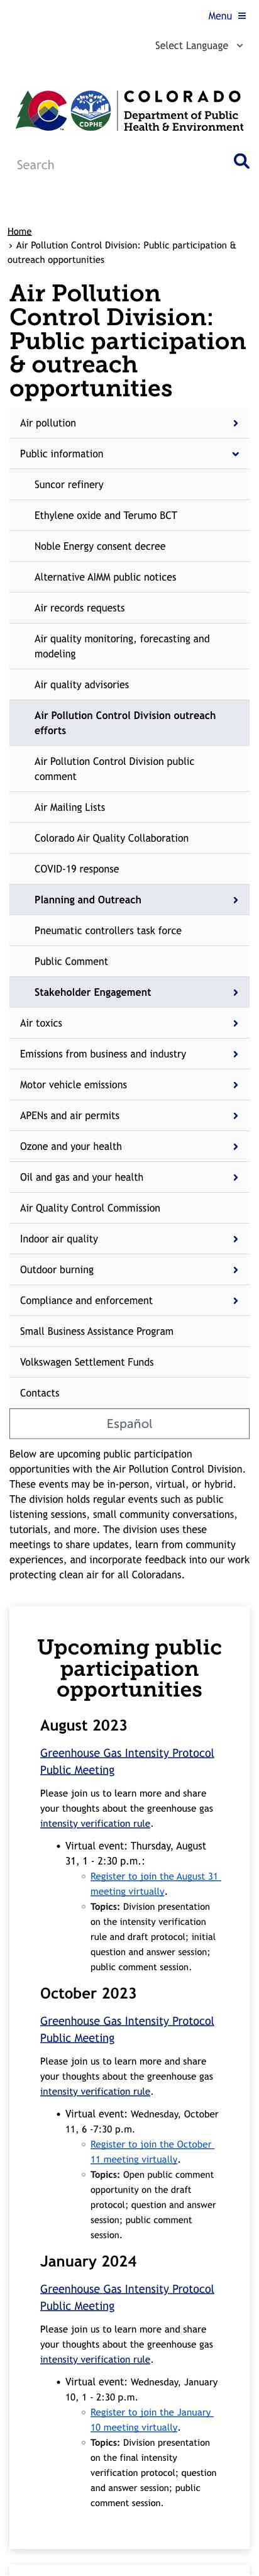 Menu
Select Language
COLORADO
Department of Public
Health & Environment
CDPHE
Search
Home
› Air Pollution Control Division: Public participation &
outreach opportunities
Air Pollution
Control Division:
Public participation
& outreach
opportunities
Air pollution
Public information
Suncor refinery
Ethylene oxide and Terumo BCT
Noble Energy consent decree
Alternative AIMM public notices
Air records requests
Air quality monitoring, forecasting and
modeling
Air quality advisories
Air Pollution Control Division outreach
efforts
Air Pollution Control Division public
comment
Air Mailing Lists
Colorado Air Quality Collaboration
COVID-19 response
Planning and Outreach
Pneumatic controllers task force
Public Comment
Stakeholder Engagement
Air toxics
Emissions from business and industry
Motor vehicle emissions
APENs and air permits
Ozone and your health
Oil and gas and your health
Air Quality Control Commission
Indoor air quality
Outdoor burning
Compliance and enforcement
Small Business Assistance Program
Volkswagen Settlement Funds
Contacts
Español
Below are upcoming public participation
opportunities with the Air Pollution Control Division.
These events may be in-person, virtual, or hybrid.
The division holds regular events such as public
listening sessions, small community conversations,
tutorials, and more. The division uses these
meetings to share updates, learn from community
experiences, and incorporate feedback into our work
protecting clean air for all Coloradans.
Upcoming public
participation
opportunities
August 2023
Greenhouse Gas Intensity Protocol
Public Meeting
Please join us to learn more and share
your thoughts about the greenhouse gas
intensity verification rule.
• Virtual event: Thursday, August
31, 1 - 2:30 p.m.:
◦ Register to join the August 31
meeting virtually.
◦ Topics: Division presentation
on the intensity verification
rule and draft protocol; initial
question and answer session;
public comment session.
October 2023
Greenhouse Gas Intensity Protocol
Public Meeting
Please join us to learn more and share
your thoughts about the greenhouse gas
intensity verification rule.
• Virtual event: Wednesday, October
11, 6 -7:30 p.m.
◦ Register to join the October
11 meeting virtually.
◦ Topics: Open public comment
opportunity on the draft
protocol; question and answer
session; public comment
session.
January 2024
Greenhouse Gas Intensity Protocol
Public Meeting
Please join us to learn more and share
your thoughts about the greenhouse gas
intensity verification rule.
• Virtual event: Wednesday, January
10, 1 - 2:30 p.m.
◦ Register to join the January
10 meeting virtually.
◦ Topics: Division presentation
on the final intensity
verification protocol; question
and answer session; public
comment session.